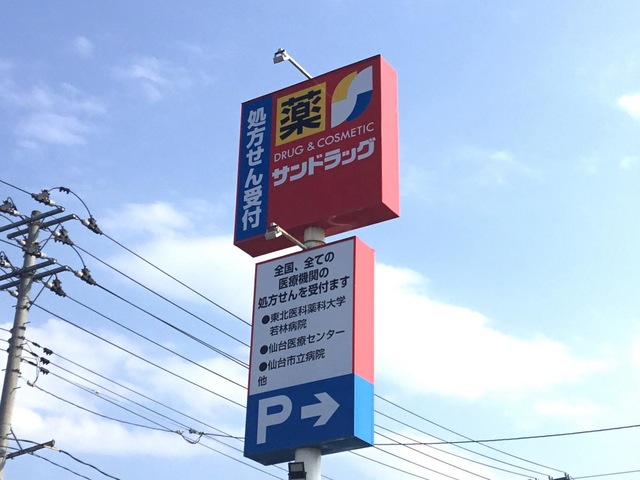 処方せん受付
薬
DRUG & COSMETIC
サンドラッグ
全国、全ての
医療機関の
処方せんを受付ます
●東北医科薬科大学
若林病院
●仙台医療センター
●仙台市立病院
他
P→